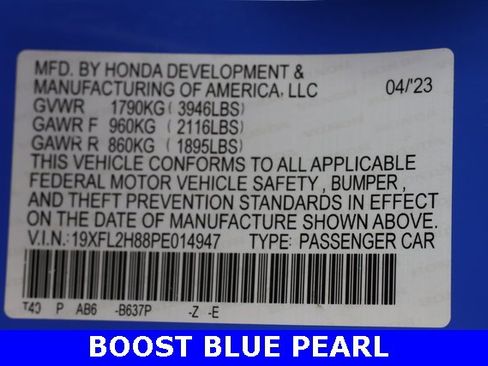 MFD. BY HONDA DEVELOPMENT &
MANUFACTURING OF AMERICA, LLC 04/'23
GVWR 1790KG ( 3946LBS)
GAWR F 960KG ( 2116LBS)
GAWR R 860KG ( 1895LBS)
THIS VEHICLE CONFORMS TO ALL APPLICABLE
FEDERAL MOTOR VEHICLE SAFETY , BUMPER ,
AND THEFT PREVENTION STANDARDS IN EFFECT
ON THE DATE OF MANUFACTURE SHOWN ABOVE.
V.I.N.: 19XFL2H88PE014947 TYPE: PASSENGER CAR
T40 P AB6 -B637P -Z -E
BOOST BLUE PEARL